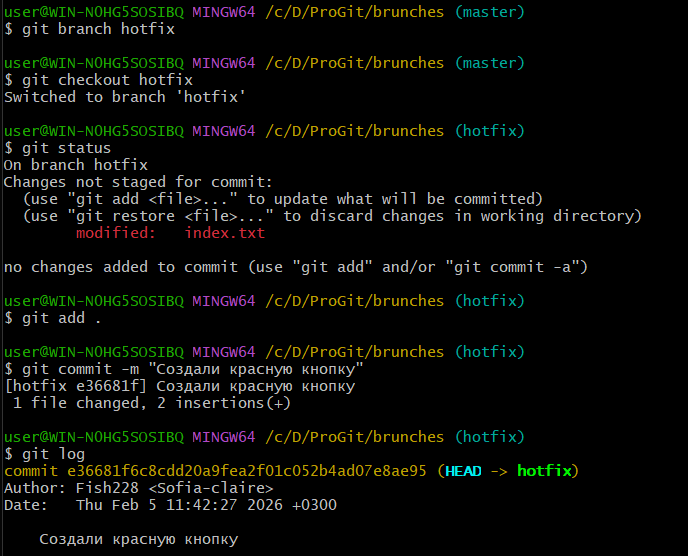 user@WIN-N0HG5SOSIBQ MINGW64 /c/D/ProGit/brunches (master)
$ git branch hotfix
user@WIN-N0HG5SOSIBQ MINGW64 /c/D/ProGit/brunches (master)
$ git checkout hotfix
Switched to branch 'hotfix'
user@WIN-N0HG5SOSIBQ MINGW64 /c/D/ProGit/brunches (hotfix)
$ git status
On branch hotfix
Changes not staged for commit:
  (use "git add <file>..." to update what will be committed)
  (use "git restore <file>..." to discard changes in working directory)
        modified:   index.txt
no changes added to commit (use "git add" and/or "git commit -a")
user@WIN-N0HG5SOSIBQ MINGW64 /c/D/ProGit/brunches (hotfix)
$ git add .
user@WIN-N0HG5SOSIBQ MINGW64 /c/D/ProGit/brunches (hotfix)
$ git commit -m "Создали красную кнопку"
[hotfix e36681f] Создали красную кнопку
 1 file changed, 2 insertions(+)
user@WIN-N0HG5SOSIBQ MINGW64 /c/D/ProGit/brunches (hotfix)
$ git log
commit e36681f6c8cdd20a9fea2f01c052b4ad07e8ae95 (HEAD -> hotfix)
Author: Fish228 <Sofia-claire>
Date:   Thu Feb 5 11:42:27 2026 +0300
    Создали красную кнопку